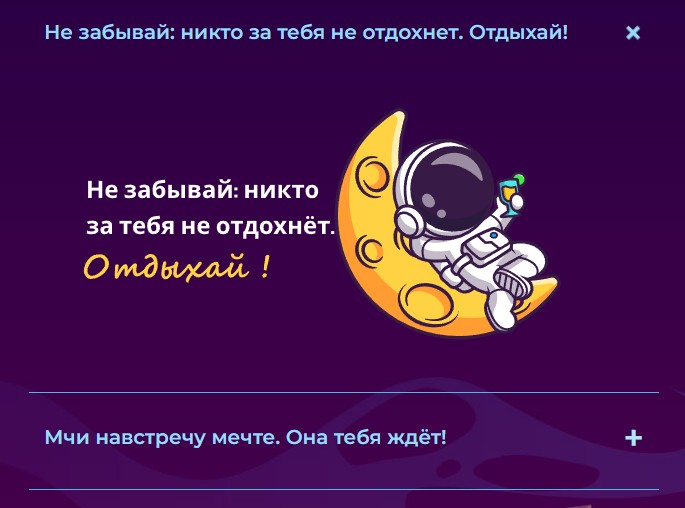 Не забывай: никто за тебя не отдохнет. Отдыхай!
Не забывай: никто
за тебя не отдохнёт.
Отдыхай !
Мчи навстречу мечте. Она тебя ждёт!